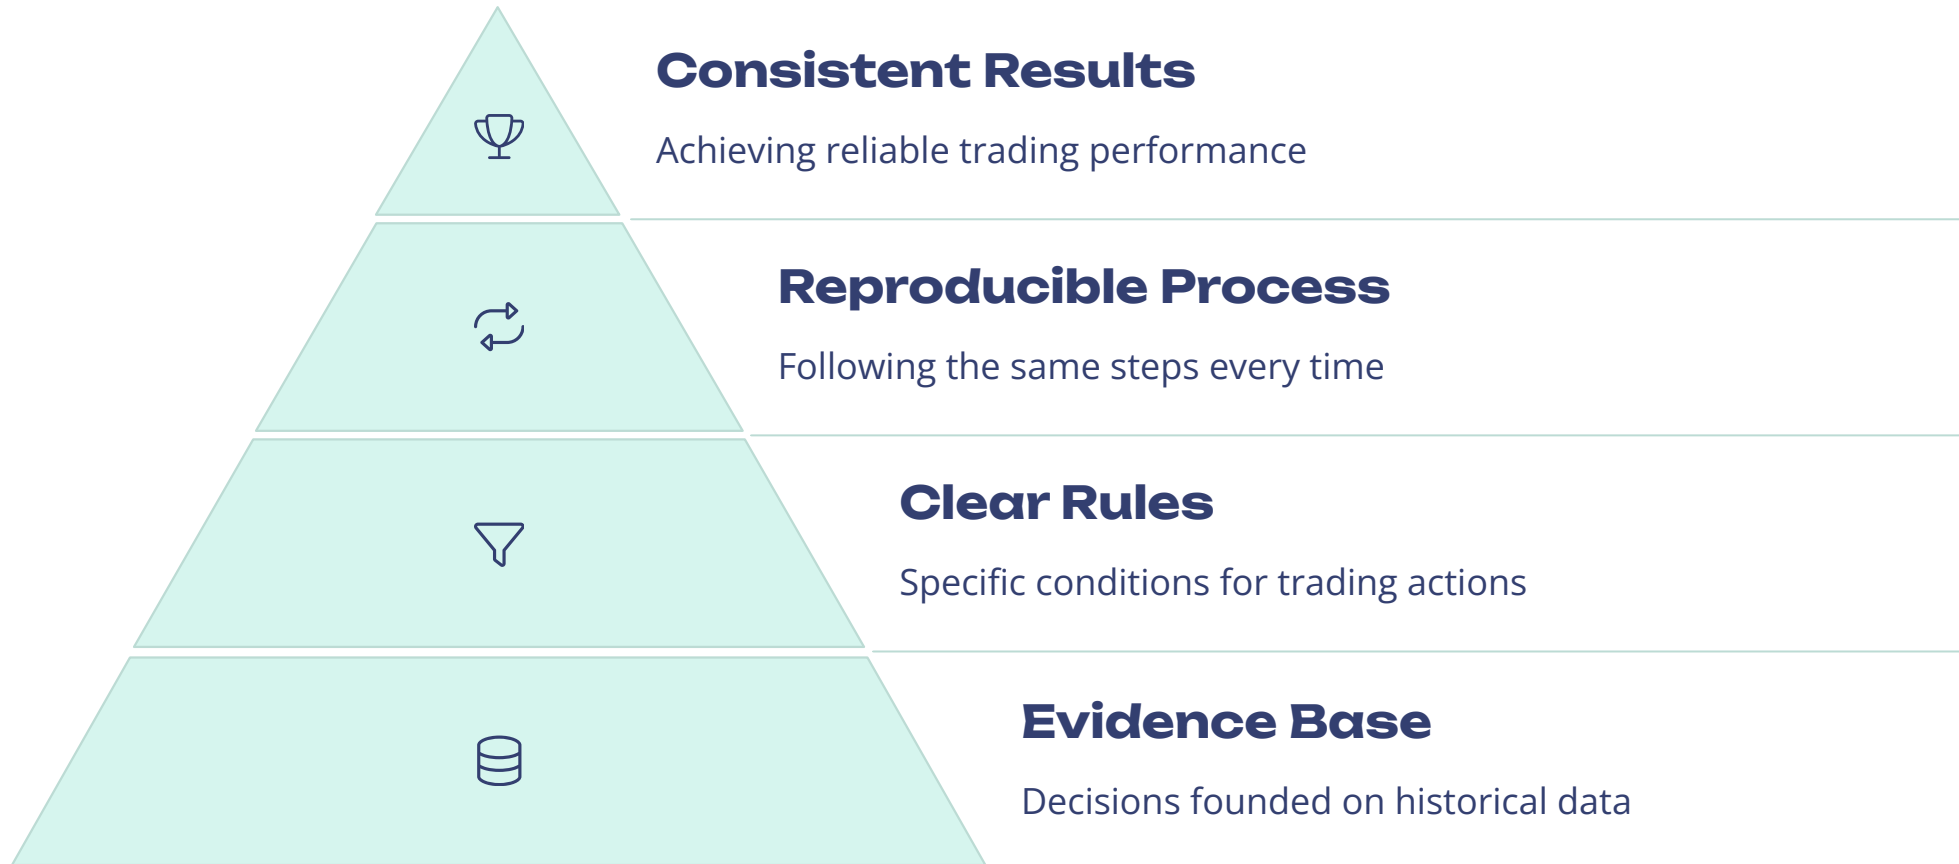 Consistent Results
Achieving reliable trading performance
Reproducible Process
Following the same steps every time
Clear Rules
Specific conditions for trading actions
Evidence Base
Decisions founded on historical data